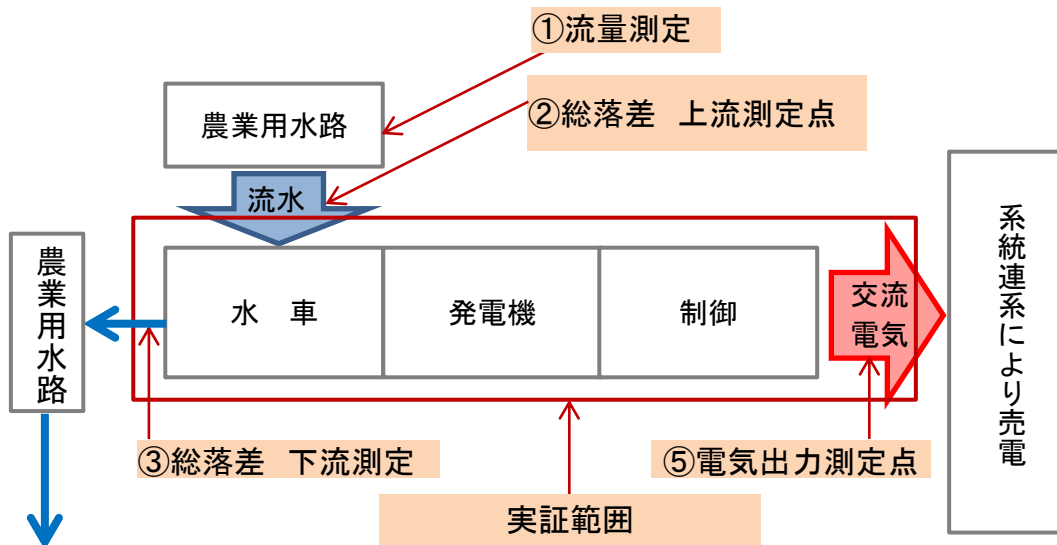 ①流量測定
②総落差　上流測定点
農業用水路
流水
農業用水路
水　車
発電機
制御
交流
電気
系統連系により売電
③総落差　下流測定
⑤電気出力測定点
実証範囲